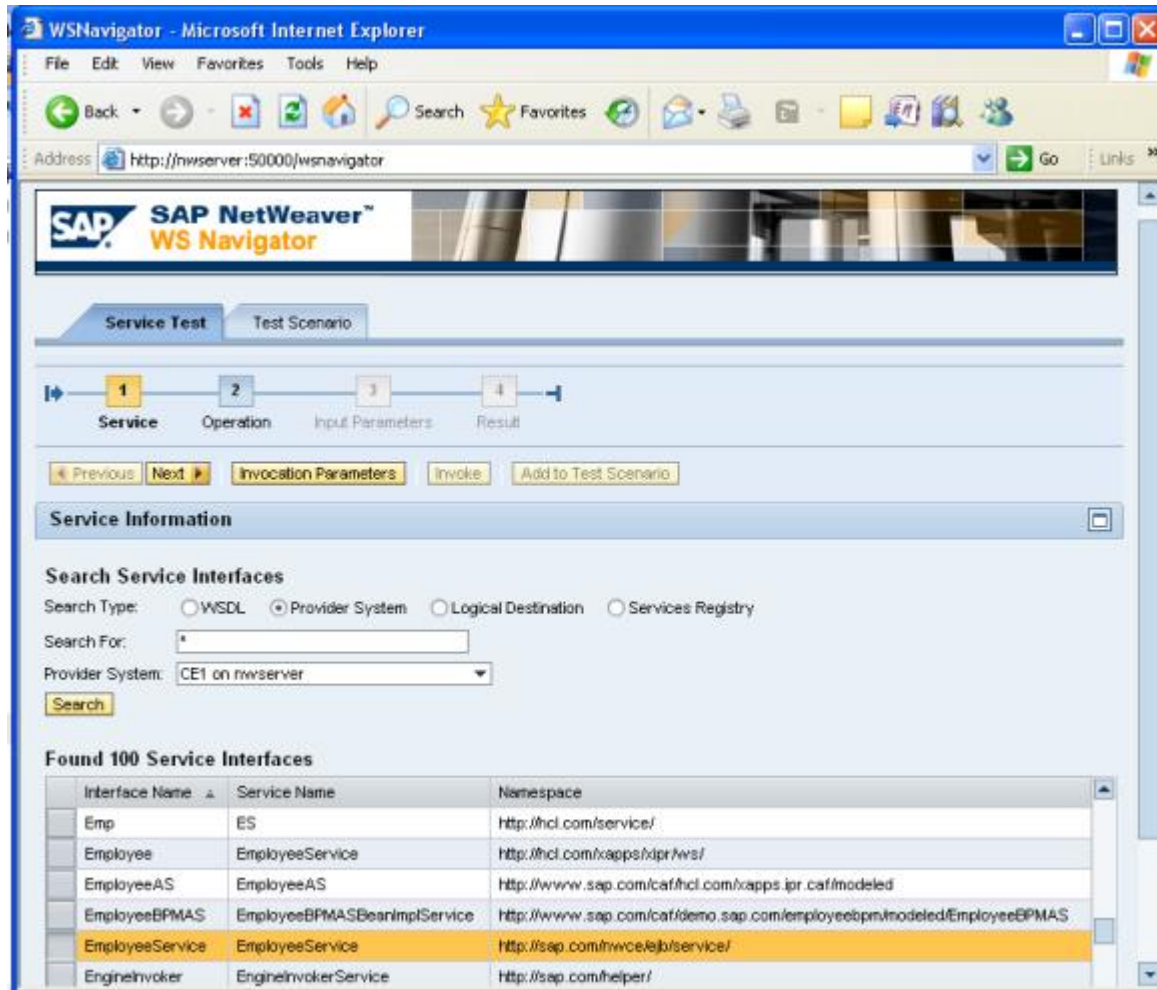 WSNavigator - Microsoft Internet Explorer
File Edit View Favorites Tools Help
Back Search Favorites
Address http://nwserver:50000/wsnavigator Go Links »
SAP SAP NetWeaver™
WS Navigator
Service Test Test Scenario
1 2 3 4
Service Operation Input Parameters Result
Previous Next Invocation Parameters Invoke Add to Test Scenario
Service Information
Search Service Interfaces
Search Type: WSDL Provider System Logical Destination Services Registry
Search For: *
Provider System: CE1 on nwserver
Search
Found 100 Service Interfaces
Interface Name Service Name Namespace
Emp ES http://hcl.com/service/
Employee EmployeeService http://hcl.com/xapps/xipr/ws/
EmployeeAS EmployeeAS http://www.sap.com/caf/hcl.com/xapps.ipr.caf/modeled
EmployeeBPMAS EmployeeBPMASBeanImplService http://www.sap.com/caf/demo.sap.com/employeebpm/modeled/EmployeeBPMAS
EmployeeService EmployeeService http://sap.com/nwce/ejb/service/
EngineInvoker EngineInvokerService http://sap.com/helper/